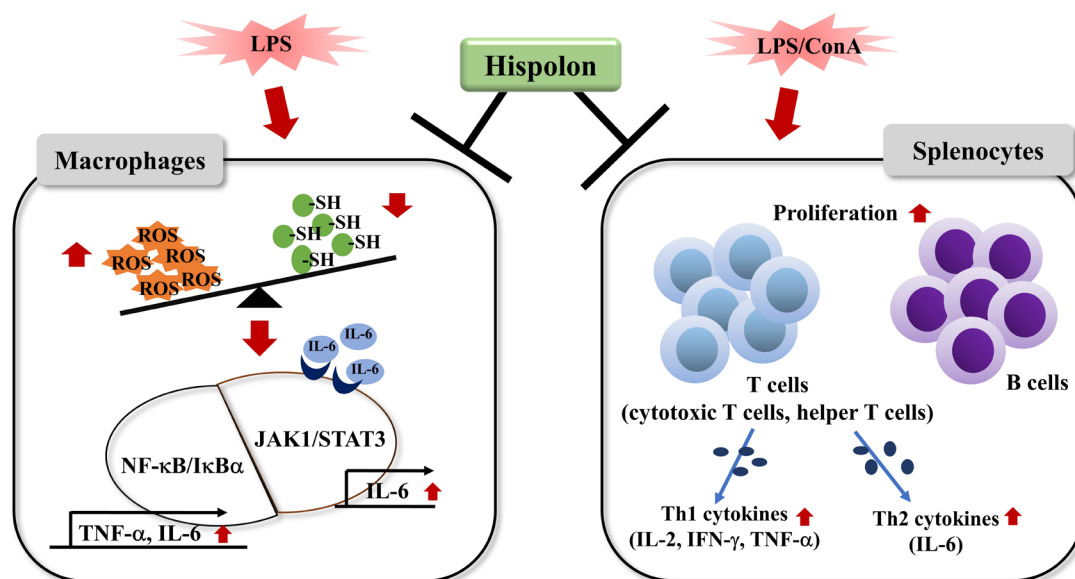 LPS
LPS/ConA
Hispolon
Macrophages
Splenocytes
-SH
-SH
-SH
-SH
-SH
ROS
ROS
ROS
ROS
ROS
IL-6
IL-6
IL-6
JAK1/STAT3
NF-κB/IκBα
IL-6
TNF-α, IL-6
Proliferation
T cells
(cytotoxic T cells, helper T cells)
B cells
Th1 cytokines
(IL-2, IFN-γ, TNF-α)
Th2 cytokines
(IL-6)